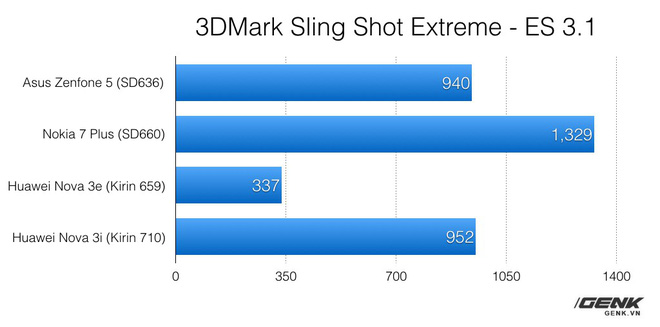 3DMark Sling Shot Extreme - ES 3.1
Asus Zenfone 5 (SD636)
940
Nokia 7 Plus (SD660)
1,329
Huawei Nova 3e (Kirin 659)
337
Huawei Nova 3i (Kirin 710)
952
0 350 700 1050 1400
GENK
GENK.VN